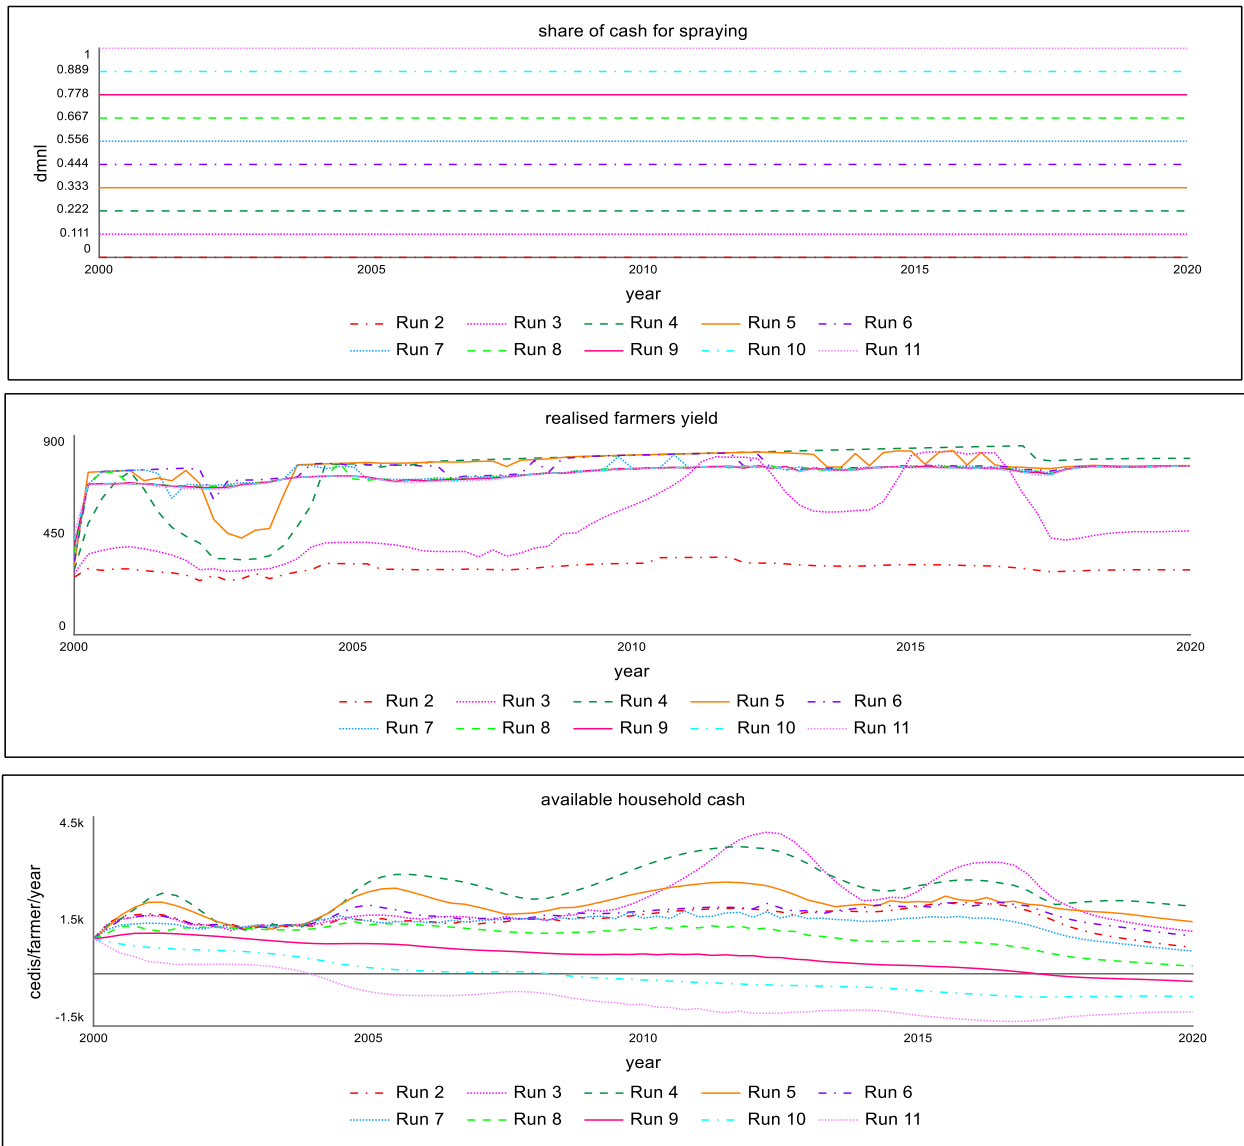 share of cash for spraying
1
0.889
0.778
0.667
0.556
0.444
0.333
0.222
0.111
0
dmnl
2000 2005 2010 2015 2020
year
Run 2 Run 3 Run 4 Run 5 Run 6
Run 7 Run 8 Run 9 Run 10 Run 11
realised farmers yield
900
450
0
2000 2005 2010 2015 2020
year
Run 2 Run 3 Run 4 Run 5 Run 6
Run 7 Run 8 Run 9 Run 10 Run 11
available household cash
4.5k
1.5k
-1.5k
cedis/farmer/year
2000 2005 2010 2015 2020
year
Run 2 Run 3 Run 4 Run 5 Run 6
Run 7 Run 8 Run 9 Run 10 Run 11